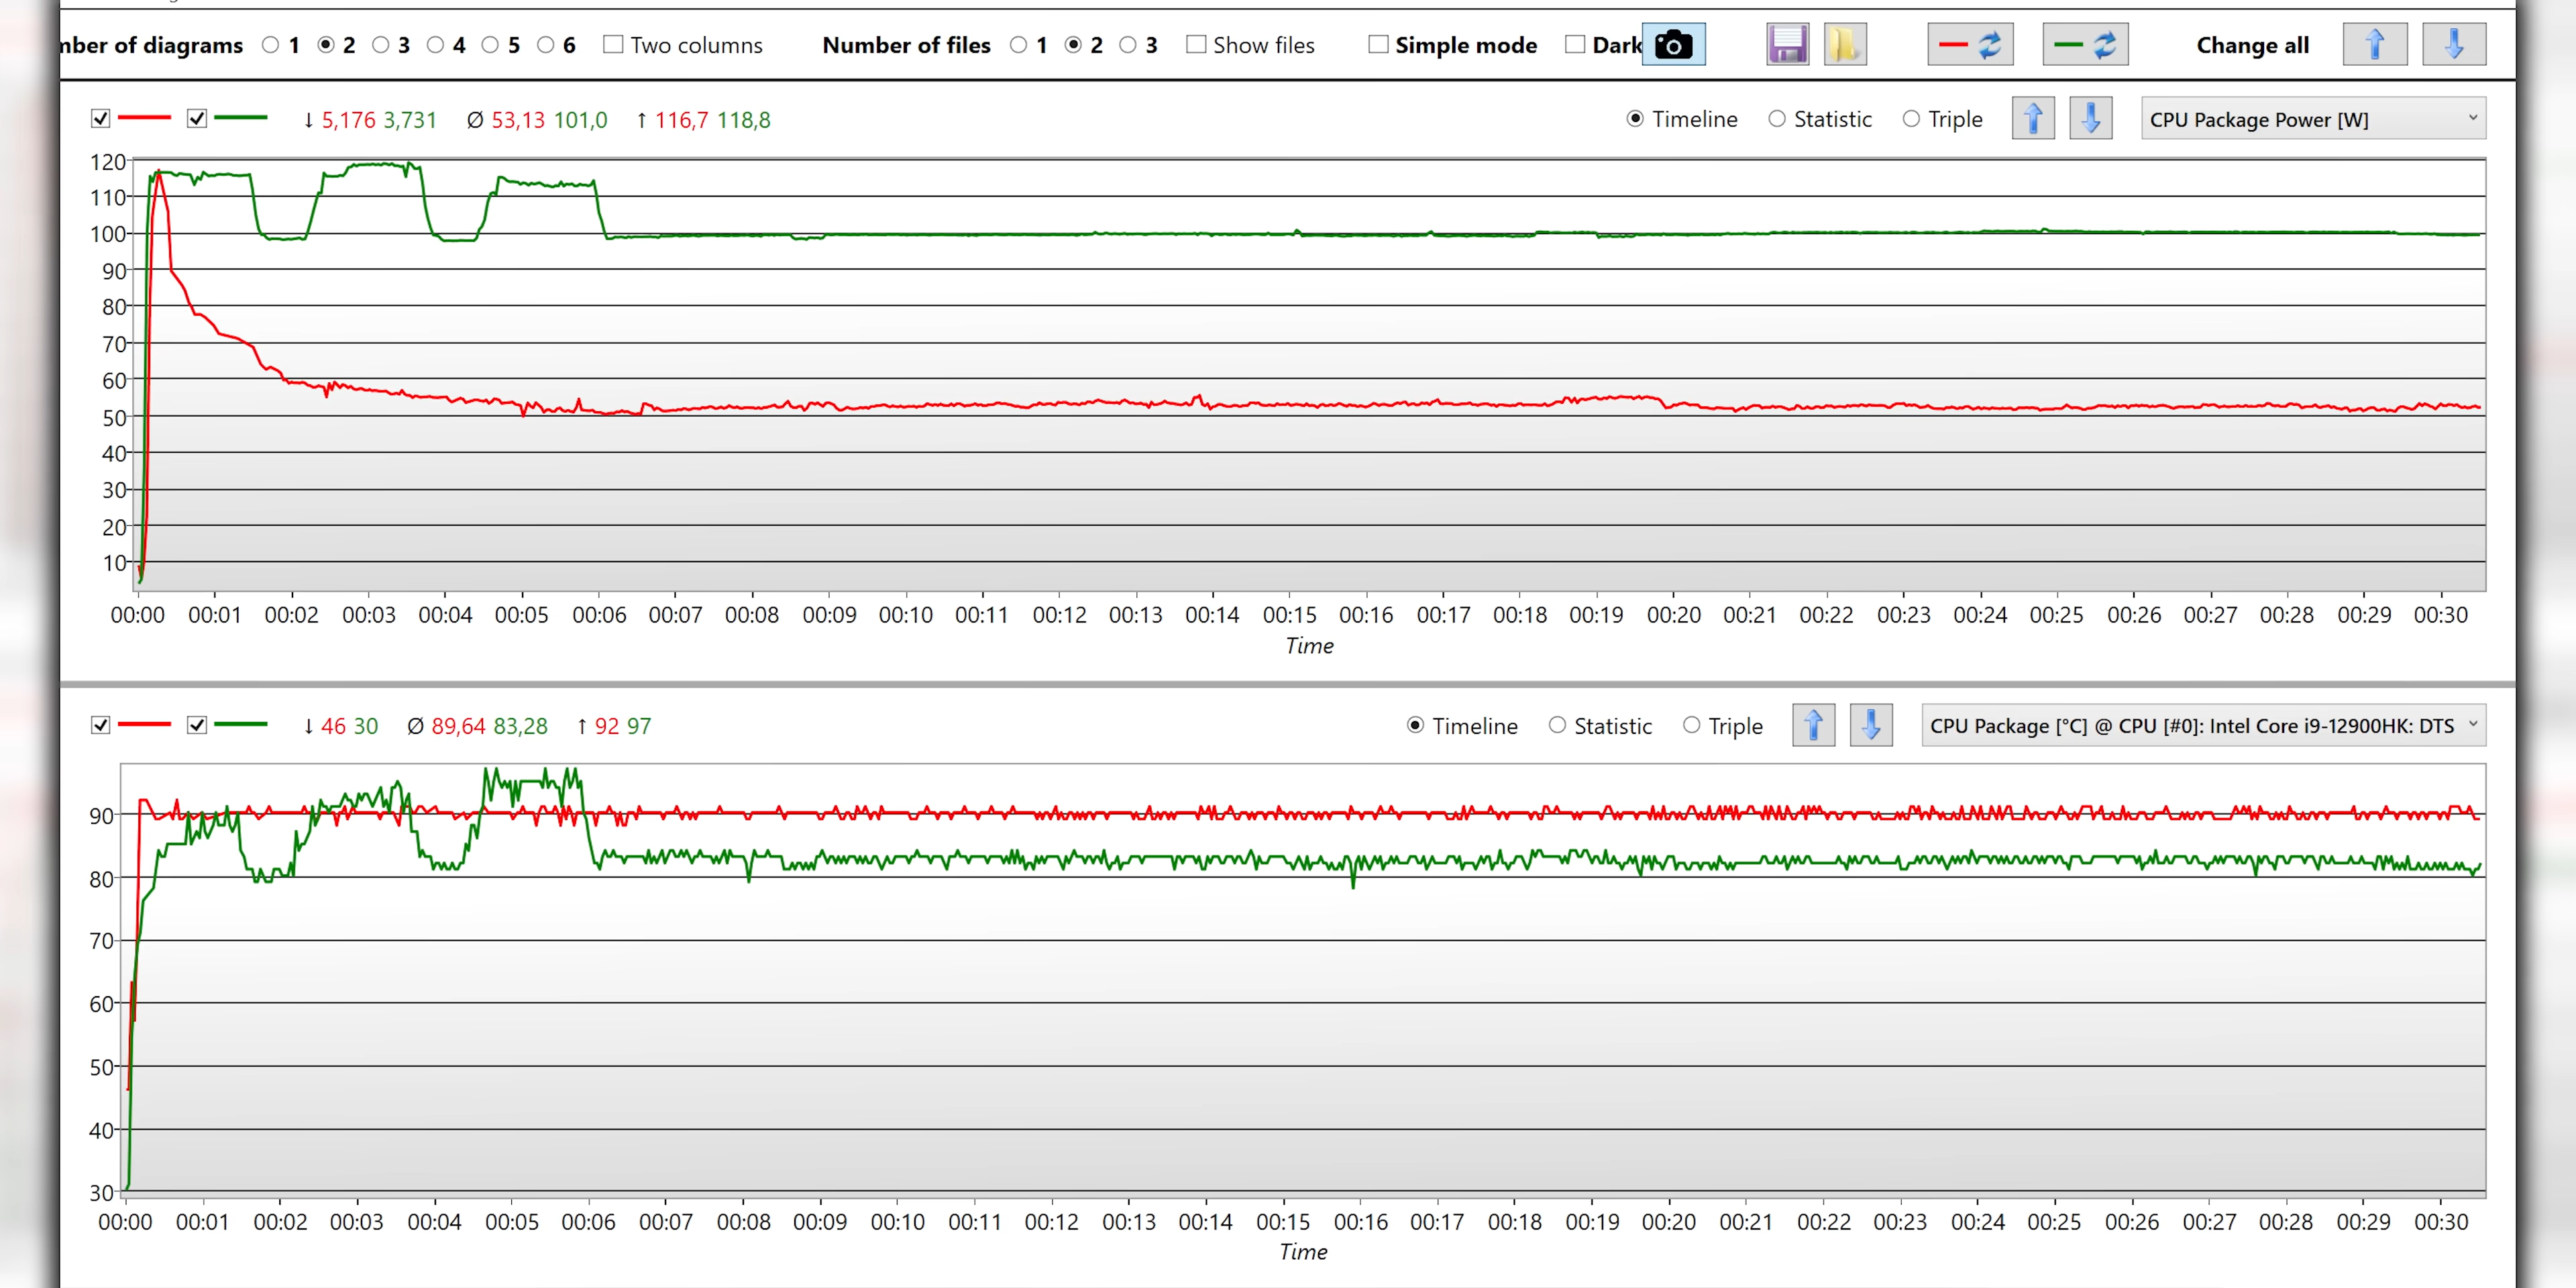 mber of diagrams 1 2 3 4 5 6 Two columns Number of files 1 2 3 Show files Simple mode Dark Change all
↓ 5,176 3,731 Ø 53,13 101,0 ↑ 116,7 118,8 Timeline Statistic Triple CPU Package Power [W]
120
110
100
90
80
70
60
50
40
30
20
10
00:00 00:01 00:02 00:03 00:04 00:05 00:06 00:07 00:08 00:09 00:10 00:11 00:12 00:13 00:14 00:15 00:16 00:17 00:18 00:19 00:20 00:21 00:22 00:23 00:24 00:25 00:26 00:27 00:28 00:29 00:30
Time
↓ 46 30 Ø 89,64 83,28 ↑ 92 97 Timeline Statistic Triple CPU Package [°C] @ CPU [#0]: Intel Core i9-12900HK: DTS
90
80
70
60
50
40
30
00:00 00:01 00:02 00:03 00:04 00:05 00:06 00:07 00:08 00:09 00:10 00:11 00:12 00:13 00:14 00:15 00:16 00:17 00:18 00:19 00:20 00:21 00:22 00:23 00:24 00:25 00:26 00:27 00:28 00:29 00:30
Time